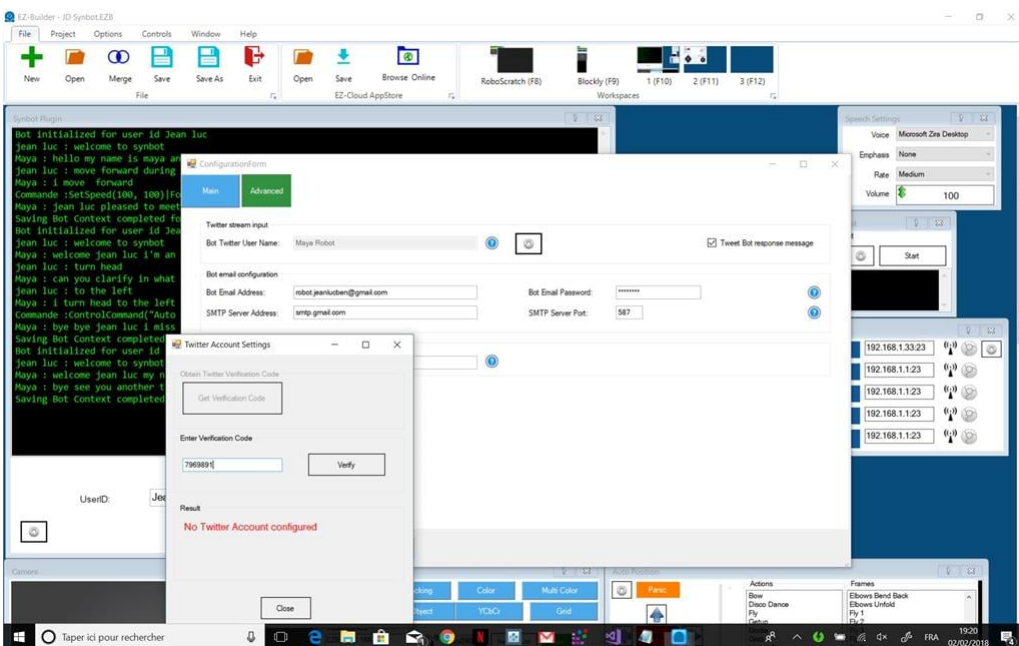 EZ-Builder - JD Synbot.EZB
File Project Options Controls Window Help
New Open Merge Save Save As Exit Open Save Browse Online RoboScratch (F8) Blockly (F9) 1 (F10) 2 (F11) 3 (F12)
File EZ-Cloud AppStore Workspaces
Synbot Plugin
Bot initialized for user id Jean luc
jean luc : welcome to synbot
Maya : hello my name is maya an
jean luc : move forward during
Maya : i move forward
Commande :SetSpeed(100, 100)|Fo
Maya : jean luc pleased to meet
Saving Bot Context completed fo
Bot initialized for user id Jea
jean luc : welcome to synbot
Maya : welcome jean luc i'm an
jean luc : turn head
Maya : can you clarify in what
jean luc : to the left
Maya : i turn head to the left
Commande :ControlCommand("Auto
Maya : bye bye jean luc i miss
Saving Bot Context completed
Bot initialized for user id
jean luc : welcome to synbot
Maya : welcome jean luc my n
Maya : bye see you another t
Saving Bot Context completed
UserID: Jea
ConfigurationForm
Main Advanced
Twitter stream input
Bot Twitter User Name: Maya Robot Tweet Bot response message
Bot email configuration
Bot Email Address: robot.jeanlucben@gmail.com Bot Email Password: ********
SMTP Server Address: smtp.gmail.com SMTP Server Port: 587
Twitter Account Settings
Obtain Twitter Verification Code
Get Verification Code
Enter Verification Code
7969891 Verify
Result
No Twitter Account configured
Close
Speech Settings
Voice Microsoft Zira Desktop
Emphasis None
Rate Medium
Volume 100
Start
192.168.1.33:23
192.168.1.1:23
192.168.1.1:23
192.168.1.1:23
192.168.1.1:23
Camera
cking Color Multi Color
Object YCbCr Grid
Auto Position
Panic
Actions
Bow
Disco Dance
Fly
Getup
Frames
Elbows Bend Back
Elbows Unfold
Fly 1
Fly 2
Taper ici pour rechercher
FRA
19:20
02/02/2018